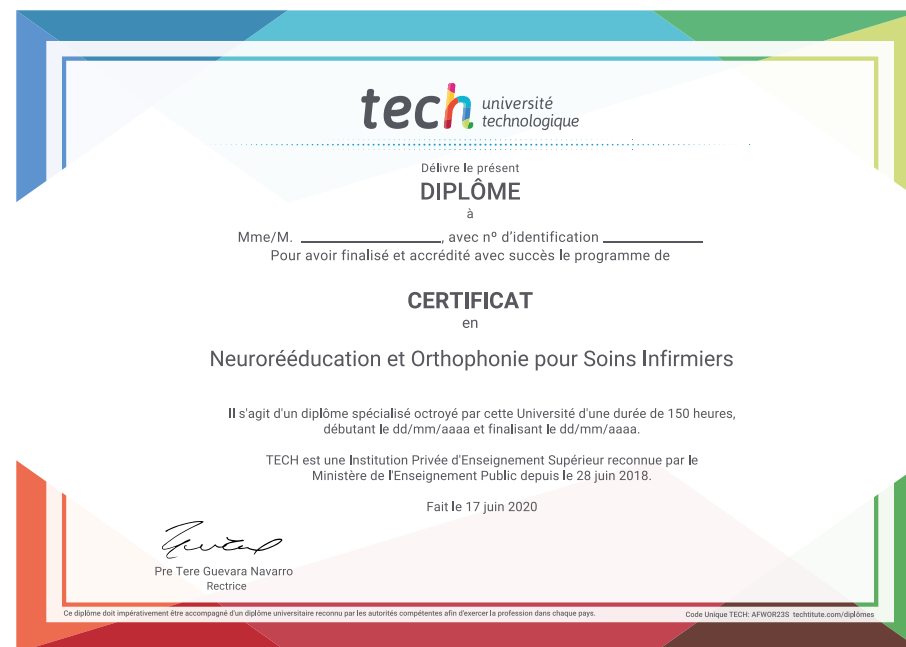 tech université
technologique
Délivre le présent
DIPLÔME
à
Mme/M. ____________________, avec nº d'identification ______________
Pour avoir finalisé et accrédité avec succès le programme de
CERTIFICAT
en
Neurorééducation et Orthophonie pour Soins Infirmiers
Il s'agit d'un diplôme spécialisé octroyé par cette Université d'une durée de 150 heures,
débutant le dd/mm/aaaa et finalisant le dd/mm/aaaa.
TECH est une Institution Privée d'Enseignement Supérieur reconnue par le
Ministère de l'Enseignement Public depuis le 28 juin 2018.
Fait le 17 juin 2020
Pre Tere Guevara Navarro
Rectrice
Ce diplôme doit impérativement être accompagné d'un diplôme universitaire reconnu par les autorités compétentes afin d'exercer la profession dans chaque pays.
Code Unique TECH: AFWOR23S techtitute.com/diplômes